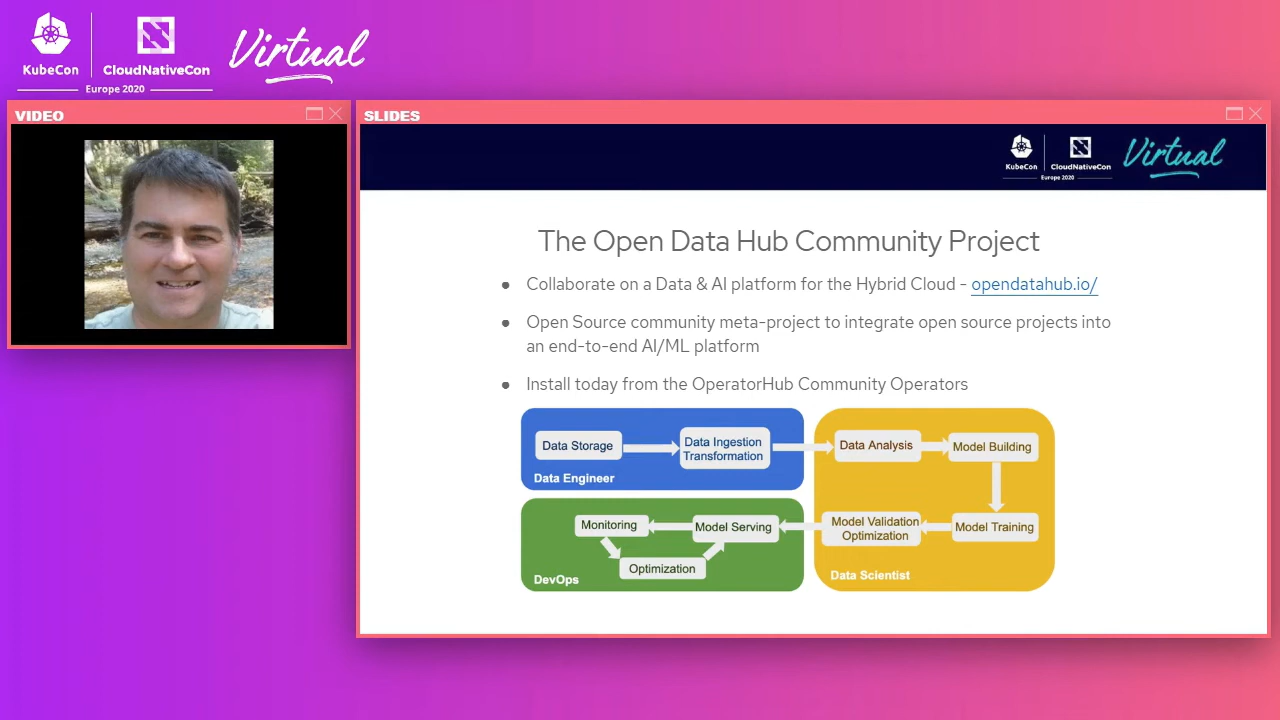 KubeCon
CloudNativeCon
Europe 2020
Virtual
VIDEO
SLIDES
KubeCon
CloudNativeCon
Europe 2020
Virtual
The Open Data Hub Community Project
● Collaborate on a Data & AI platform for the Hybrid Cloud - opendatahub.io/
● Open Source community meta-project to integrate open source projects into
an end-to-end AI/ML platform
● Install today from the OperatorHub Community Operators
Data Storage
Data Ingestion
Transformation
Data Engineer
Data Analysis
Model Building
Model Training
Model Validation
Optimization
Data Scientist
Model Serving
Monitoring
Optimization
DevOps